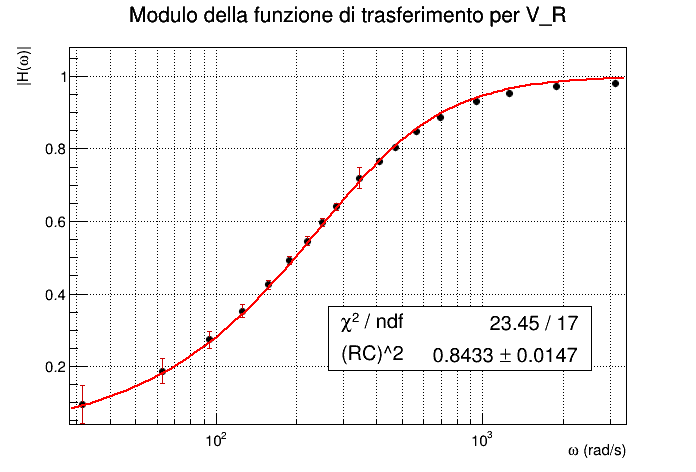 Modulo della funzione di trasferimento per V_R
|H(ω)|
1
0.8
0.6
0.4
0.2
χ² / ndf 23.45 / 17
(RC)^2 0.8433 ± 0.0147
10² 10³
ω (rad/s)